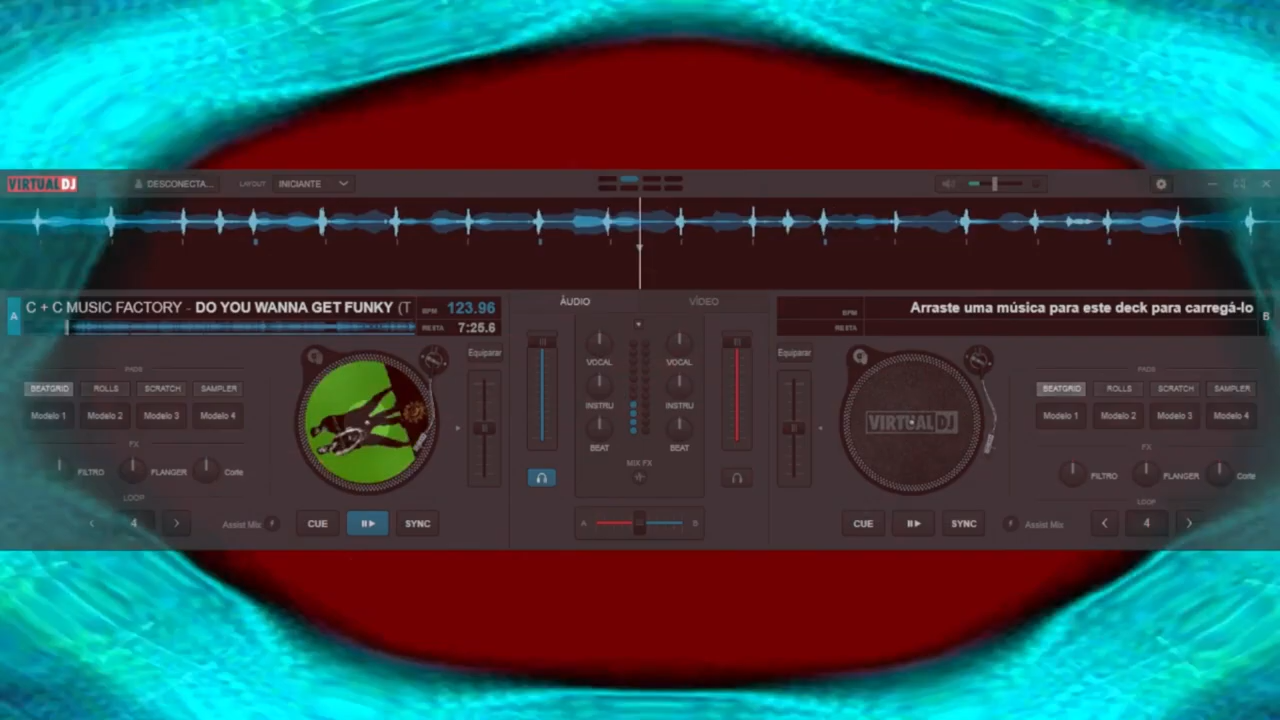 VIRTUAL DJ
DESCONECTA...
LAYOUT INICIANTE
A C + C MUSIC FACTORY - DO YOU WANNA GET FUNKY (T
BPM 123.96
RESTA 7:25.6
ÁUDIO VÍDEO
BPM
RESTA
Arraste uma música para este deck para carregá-lo B
Equiparar
PADS
BEATGRID ROLLS SCRATCH SAMPLER
Modelo 1 Modelo 2 Modelo 3 Modelo 4
FX
FILTRO FLANGER Corte
LOOP
4
Assist Mix
CUE SYNC
VOCAL VOCAL
INSTRU INSTRU
BEAT BEAT
MIX FX
A B
Equiparar
VIRTUAL DJ
PADS
BEATGRID ROLLS SCRATCH SAMPLER
Modelo 1 Modelo 2 Modelo 3 Modelo 4
FX
FILTRO FLANGER Corte
LOOP
CUE SYNC
Assist Mix
4